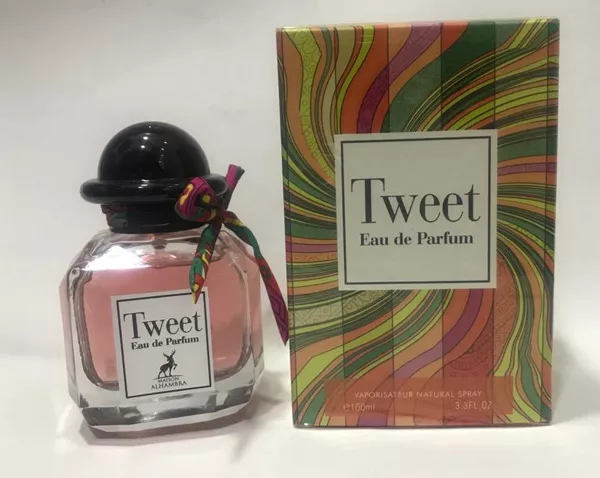 Tweet
Eau de Parfum
MAISON
ALHAMBRA
Tweet
Eau de Parfum
VAPORISATEUR NATURAL SPRAY
℮100ml 3.3FL OZ